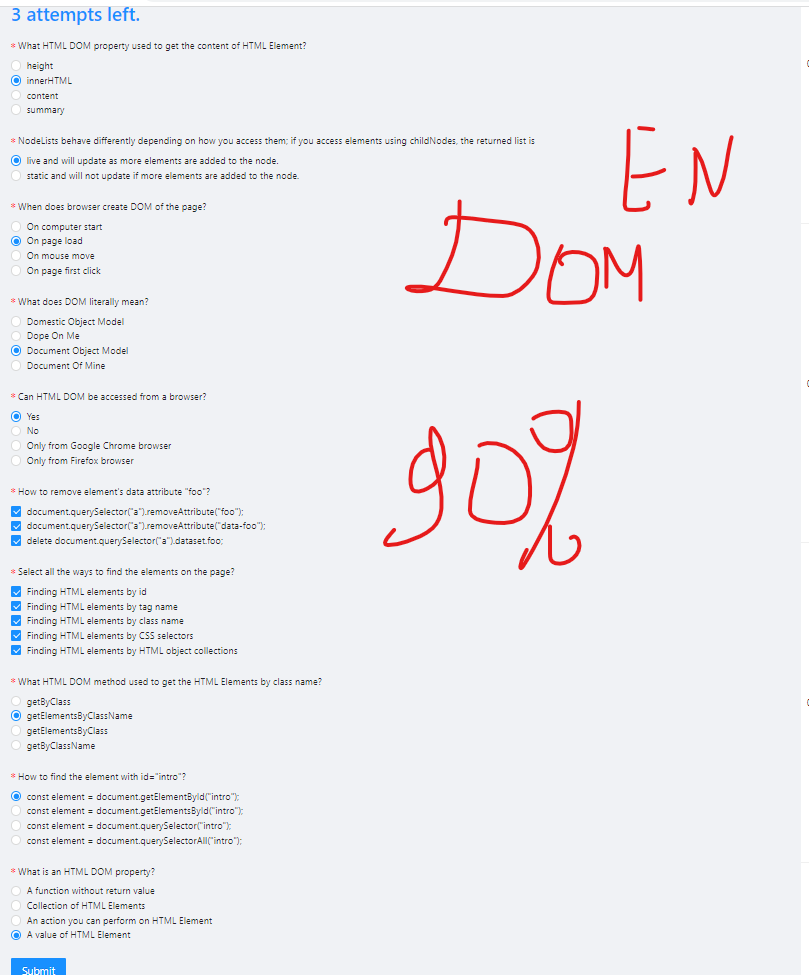 3 attempts left.
* What HTML DOM property used to get the content of HTML Element?
height
innerHTML
content
summary
* NodeLists behave differently depending on how you access them; if you access elements using childNodes, the returned list is
live and will update as more elements are added to the node.
static and will not update if more elements are added to the node.
* When does browser create DOM of the page?
On computer start
On page load
On mouse move
On page first click
* What does DOM literally mean?
Domestic Object Model
Dope On Me
Document Object Model
Document Of Mine
* Can HTML DOM be accessed from a browser?
Yes
No
Only from Google Chrome browser
Only from Firefox browser
* How to remove element's data attribute "foo"?
document.querySelector("a").removeAttribute("foo");
document.querySelector("a").removeAttribute("data-foo");
delete document.querySelector("a").dataset.foo;
* Select all the ways to find the elements on the page?
Finding HTML elements by id
Finding HTML elements by tag name
Finding HTML elements by class name
Finding HTML elements by CSS selectors
Finding HTML elements by HTML object collections
* What HTML DOM method used to get the HTML Elements by class name?
getByClass
getElementsByClassName
getElementsByClass
getByClassName
* How to find the element with id="intro"?
const element = document.getElementById("intro");
const element = document.getElementsById("intro");
const element = document.querySelector("intro");
const element = document.querySelectorAll("intro");
* What is an HTML DOM property?
A function without return value
Collection of HTML Elements
An action you can perform on HTML Element
A value of HTML Element
Submit
EN
DOM
90%